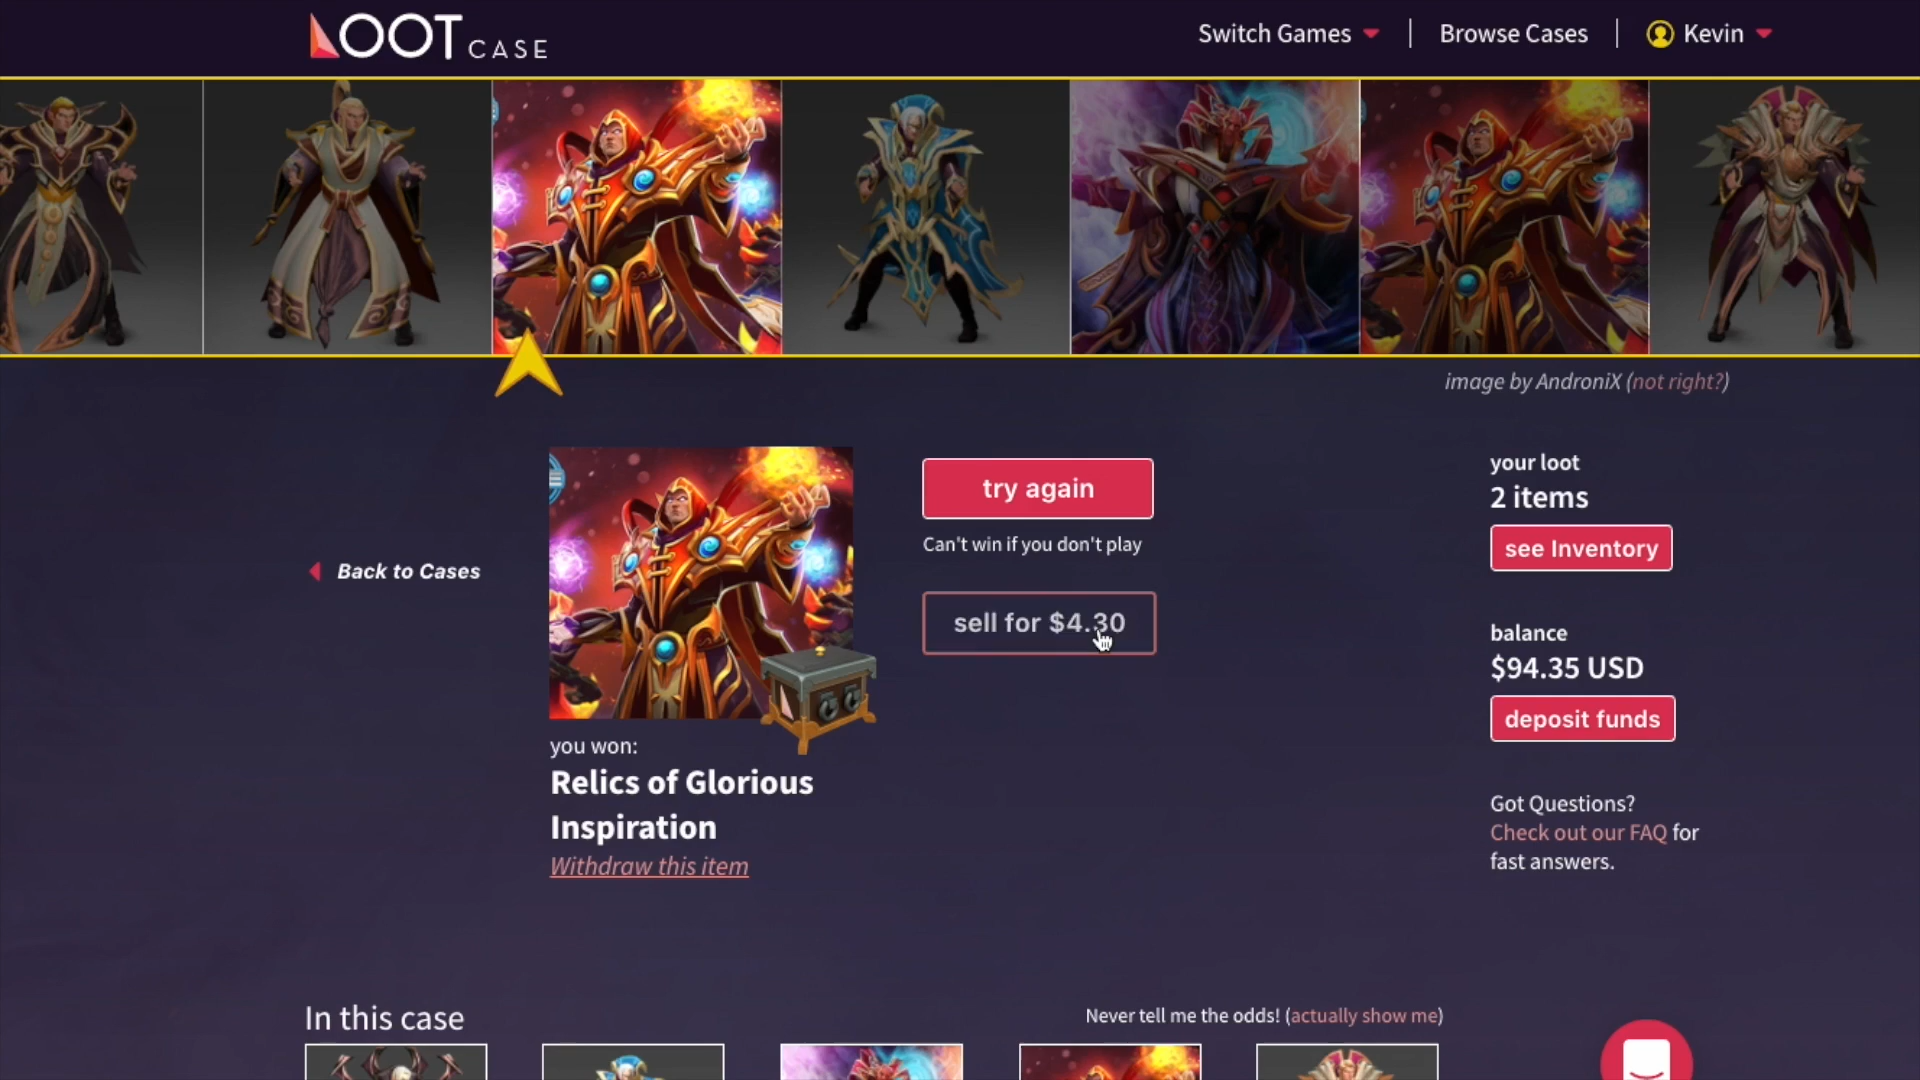 LOOT CASE
Switch Games
Browse Cases
Kevin
image by AndroniX (not right?)
try again
Can't win if you don't play
sell for $4.30
Back to Cases
you won:
Relics of Glorious
Inspiration
Withdraw this item
your loot
2 items
see Inventory
balance
$94.35 USD
deposit funds
Got Questions?
Check out our FAQ for
fast answers.
In this case
Never tell me the odds! (actually show me)